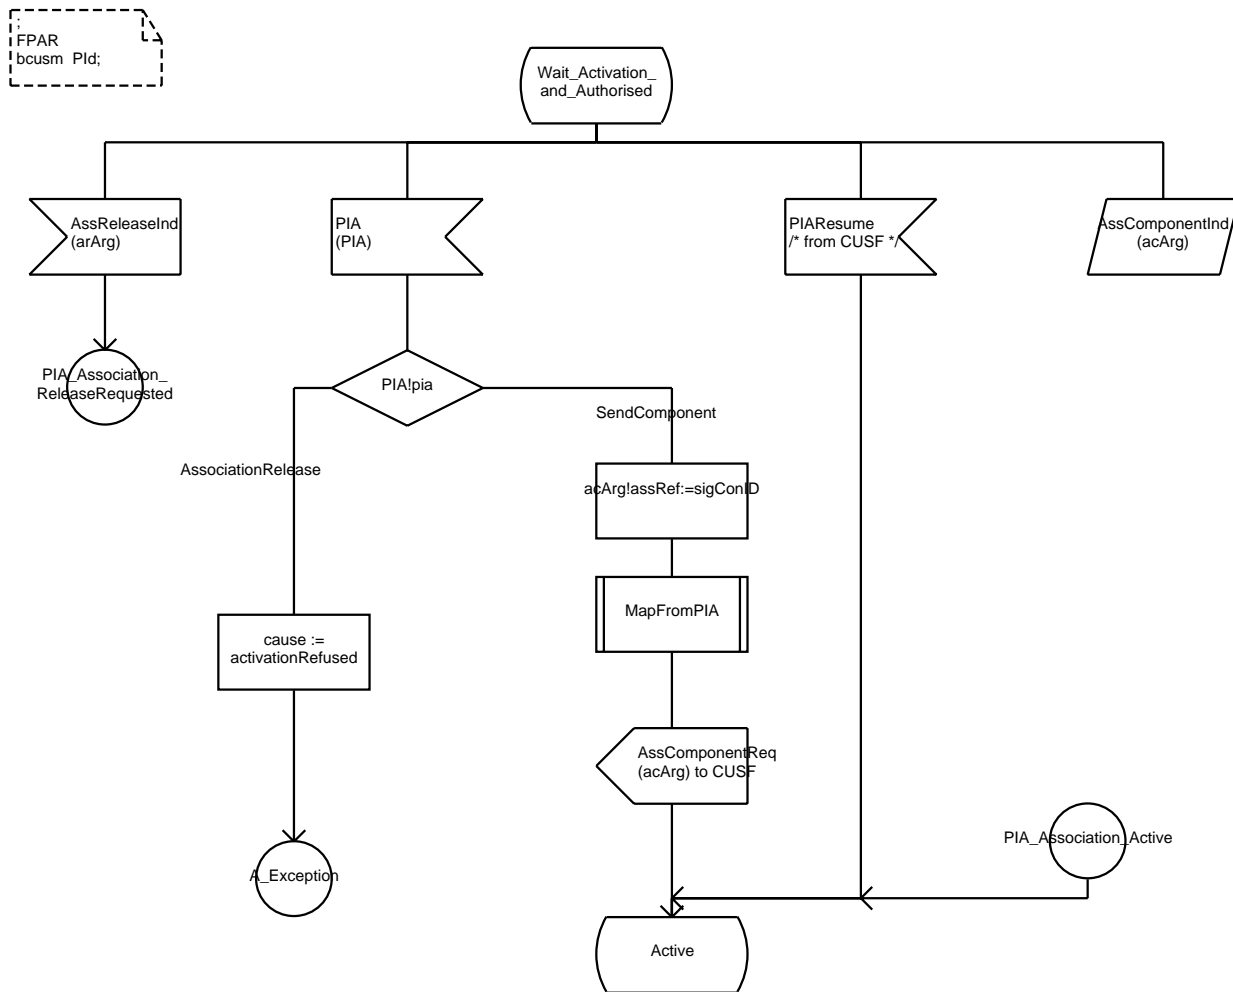 ;
FPAR
bcusm PId;
Wait_Activation_
and_Authorised
AssReleaseInd
(arArg)
PIA
(PIA)
PIAResume
/* from CUSF */
AssComponentInd
(acArg)
PIA_Association_
ReleaseRequested
PIA!pia
SendComponent
AssociationRelease
acArg!assRef:=sigConID
MapFromPIA
cause :=
activationRefused
AssComponentReq
(acArg) to CUSF
PIA_Association_Active
A_Exception
Active